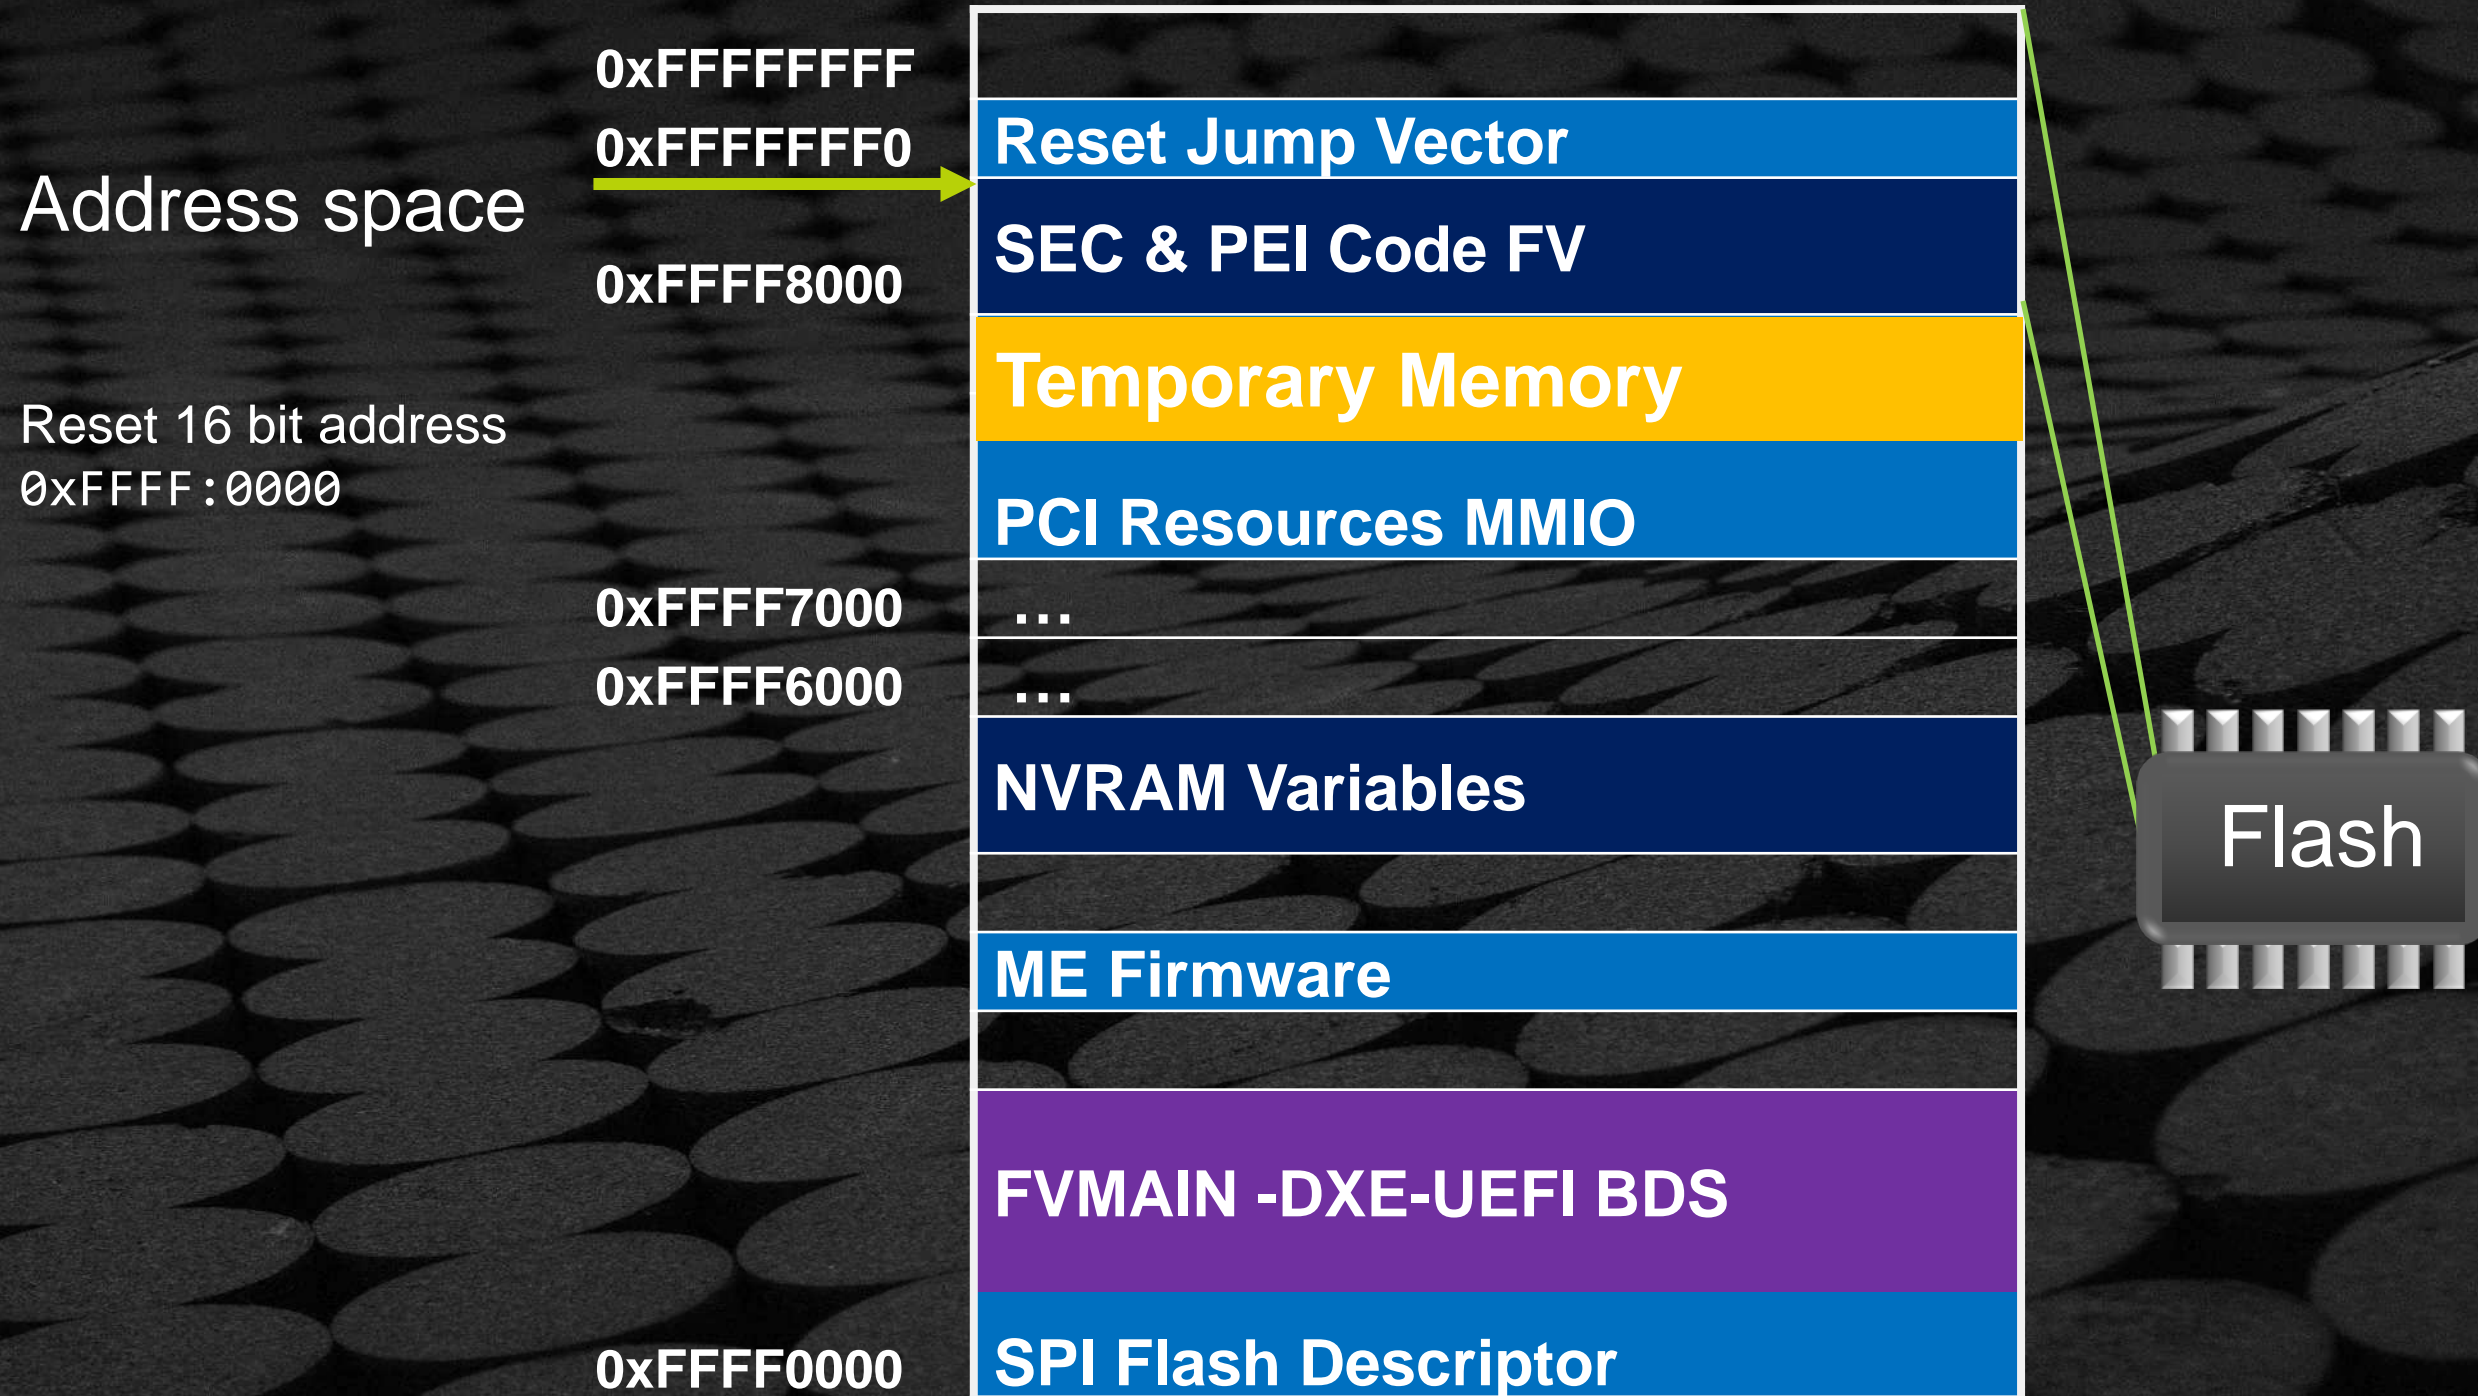 0xFFFFFFFF
0xFFFFFFF0
Reset Jump Vector
Address space
SEC & PEI Code FV
0xFFFF8000
Temporary Memory
Reset 16 bit address
0xFFFF:0000
PCI Resources MMIO
0xFFFF7000
...
0xFFFF6000
...
NVRAM Variables
Flash
ME Firmware
FVMAIN -DXE-UEFI BDS
0xFFFF0000
SPI Flash Descriptor